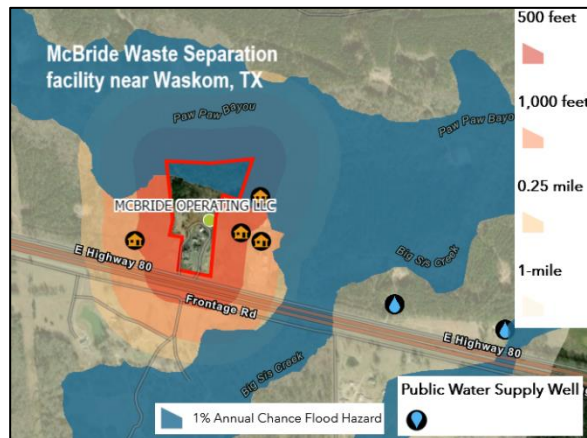 McBride Waste Separation
facility near Waskom, TX
500 feet
1,000 feet
0.25 mile
1-mile
Paw Paw Bayou
Paw Paw Bayou
MCBRIDE OPERATING LLC
E Highway 80
Frontage Rd
Big Sis Creek
Big Sis Creek
E Highway 80
Public Water Supply Well
1% Annual Chance Flood Hazard